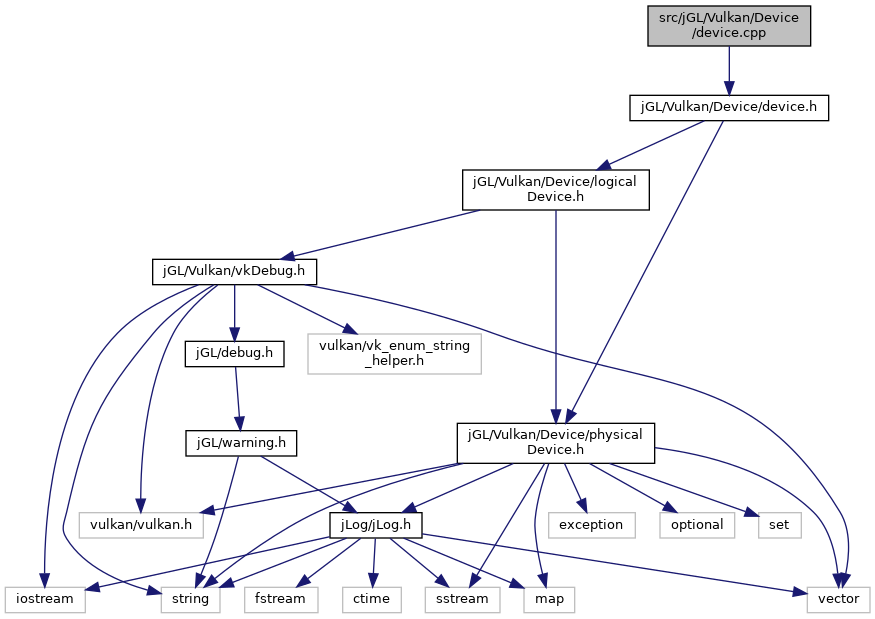 src/jGL/Vulkan/Device
/device.cpp
jGL/Vulkan/Device/device.h
jGL/Vulkan/Device/logical
Device.h
jGL/Vulkan/vkDebug.h
jGL/debug.h
vulkan/vk_enum_string
_helper.h
jGL/warning.h
jGL/Vulkan/Device/physical
Device.h
vulkan/vulkan.h
jLog/jLog.h
exception
optional
set
iostream
string
fstream
ctime
sstream
map
vector